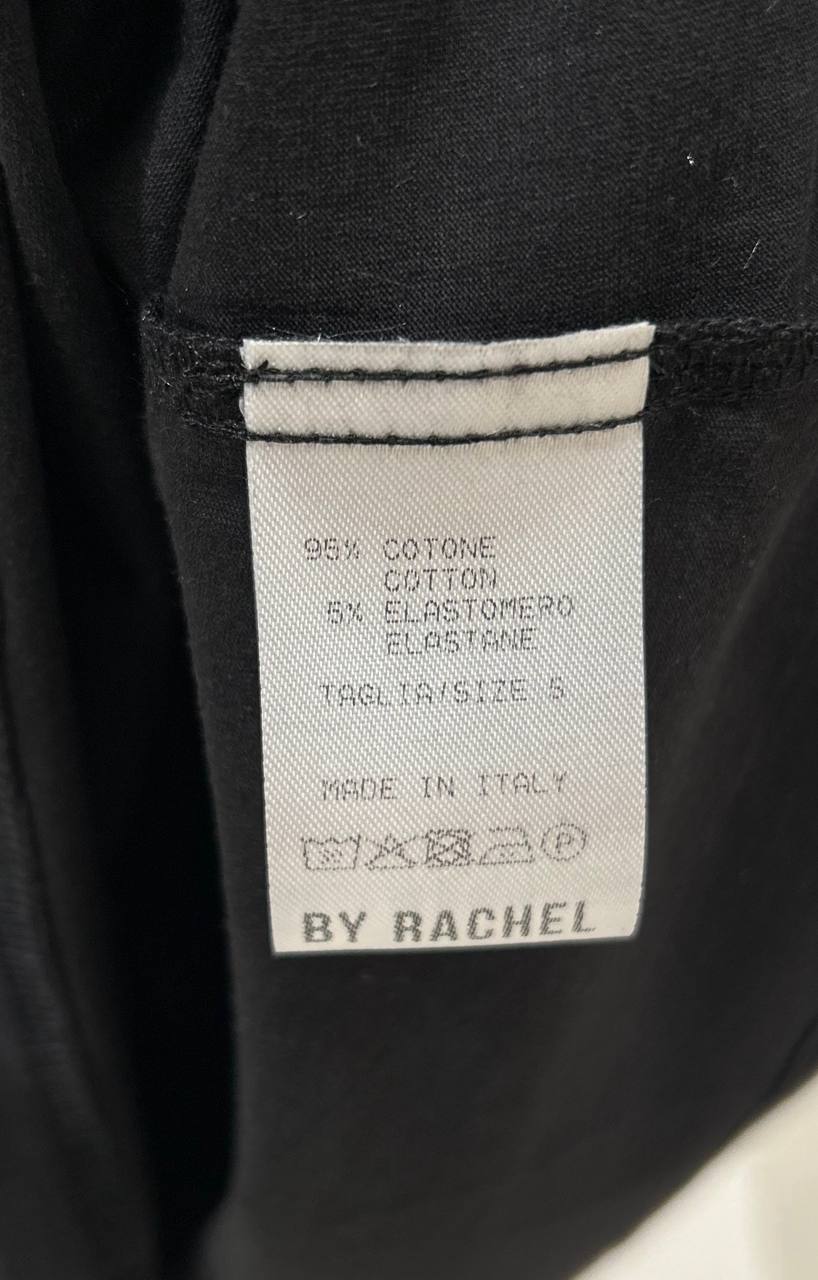 95% COTONE
COTTON
5% ELASTOMERO
ELASTANE
TAGLIA/SIZE S
MADE IN ITALY
P
BY RACHEL